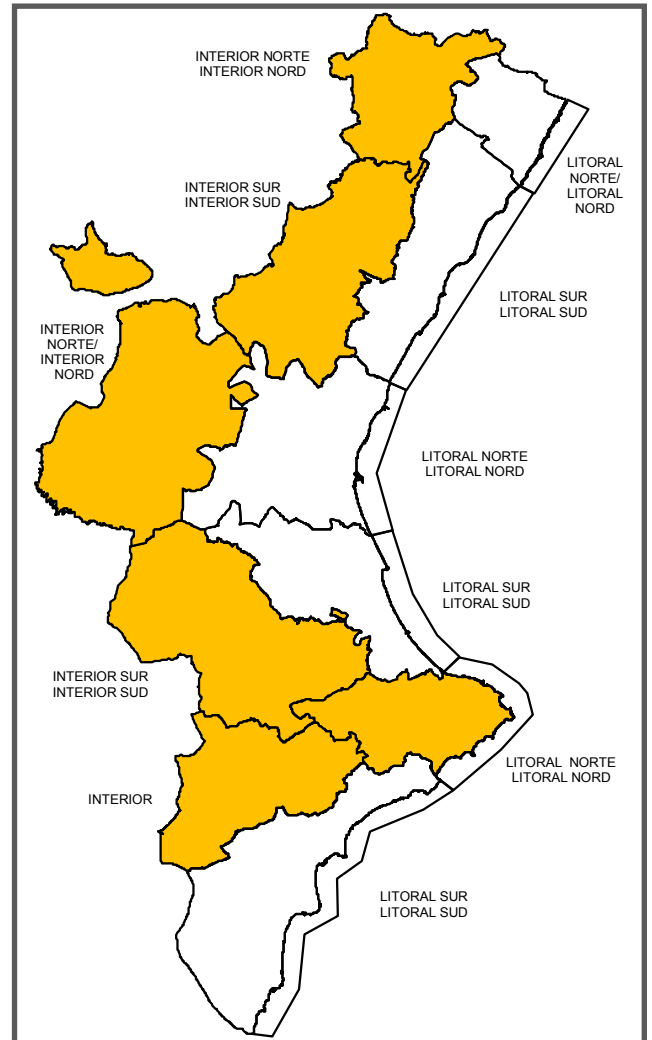 INTERIOR NORTE
INTERIOR NORD
LITORAL
NORTE/
LITORAL
NORD
INTERIOR SUR
INTERIOR SUD
LITORAL SUR
LITORAL SUD
INTERIOR
NORTE/
INTERIOR
NORD
LITORAL NORTE
LITORAL NORD
LITORAL SUR
LITORAL SUD
INTERIOR SUR
INTERIOR SUD
LITORAL NORTE
LITORAL NORD
INTERIOR
LITORAL SUR
LITORAL SUD